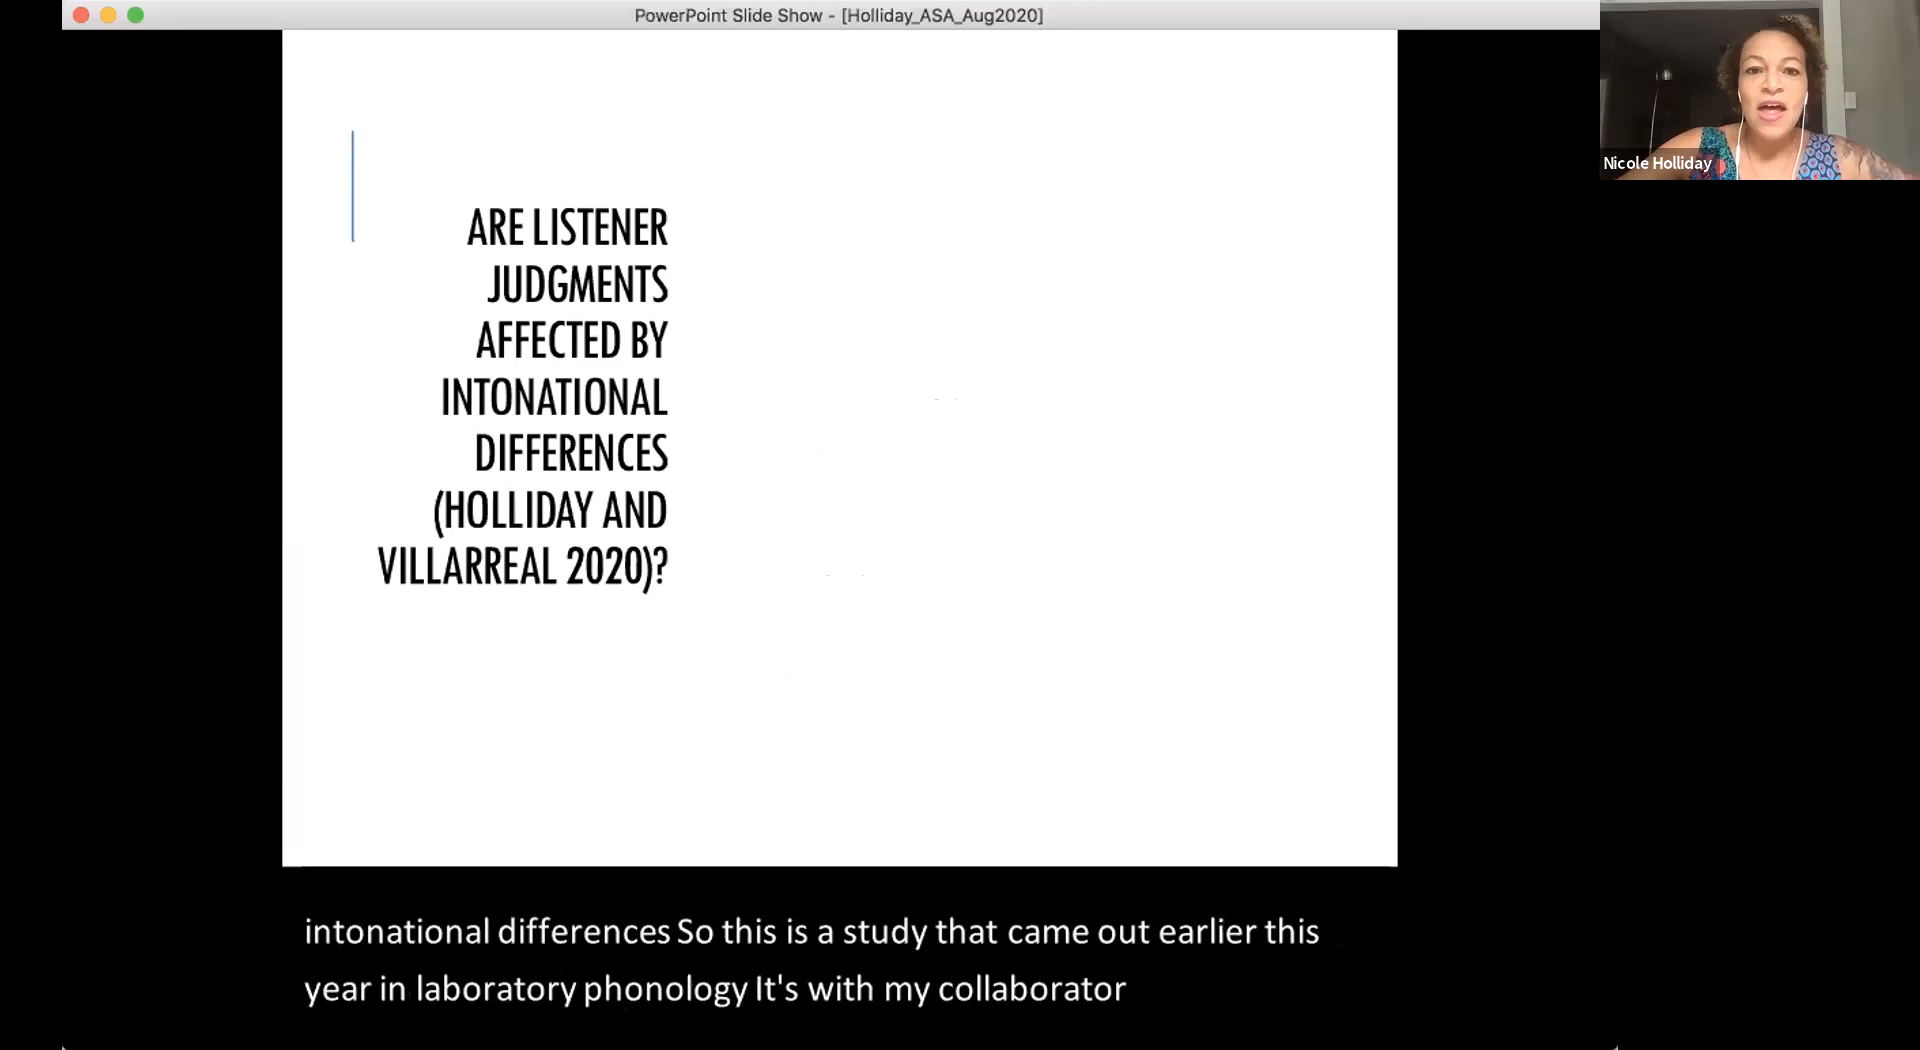 PowerPoint Slide Show - [Holliday_ASA_Aug2020]
Nicole Holliday
ARE LISTENER
JUDGMENTS
AFFECTED BY
INTONATIONAL
DIFFERENCES
(HOLLIDAY AND
VILLARREAL 2020)?
intonational differences So this is a study that came out earlier this
year in laboratory phonology It's with my collaborator